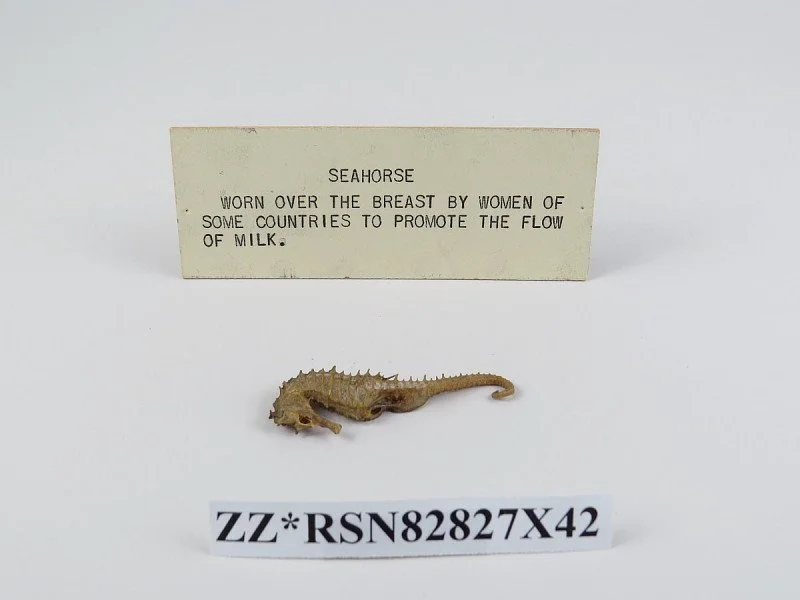 SEAHORSE
WORN OVER THE BREAST BY WOMEN OF
SOME COUNTRIES TO PROMOTE THE FLOW
OF MILK.
ZZ*RSN82827X42